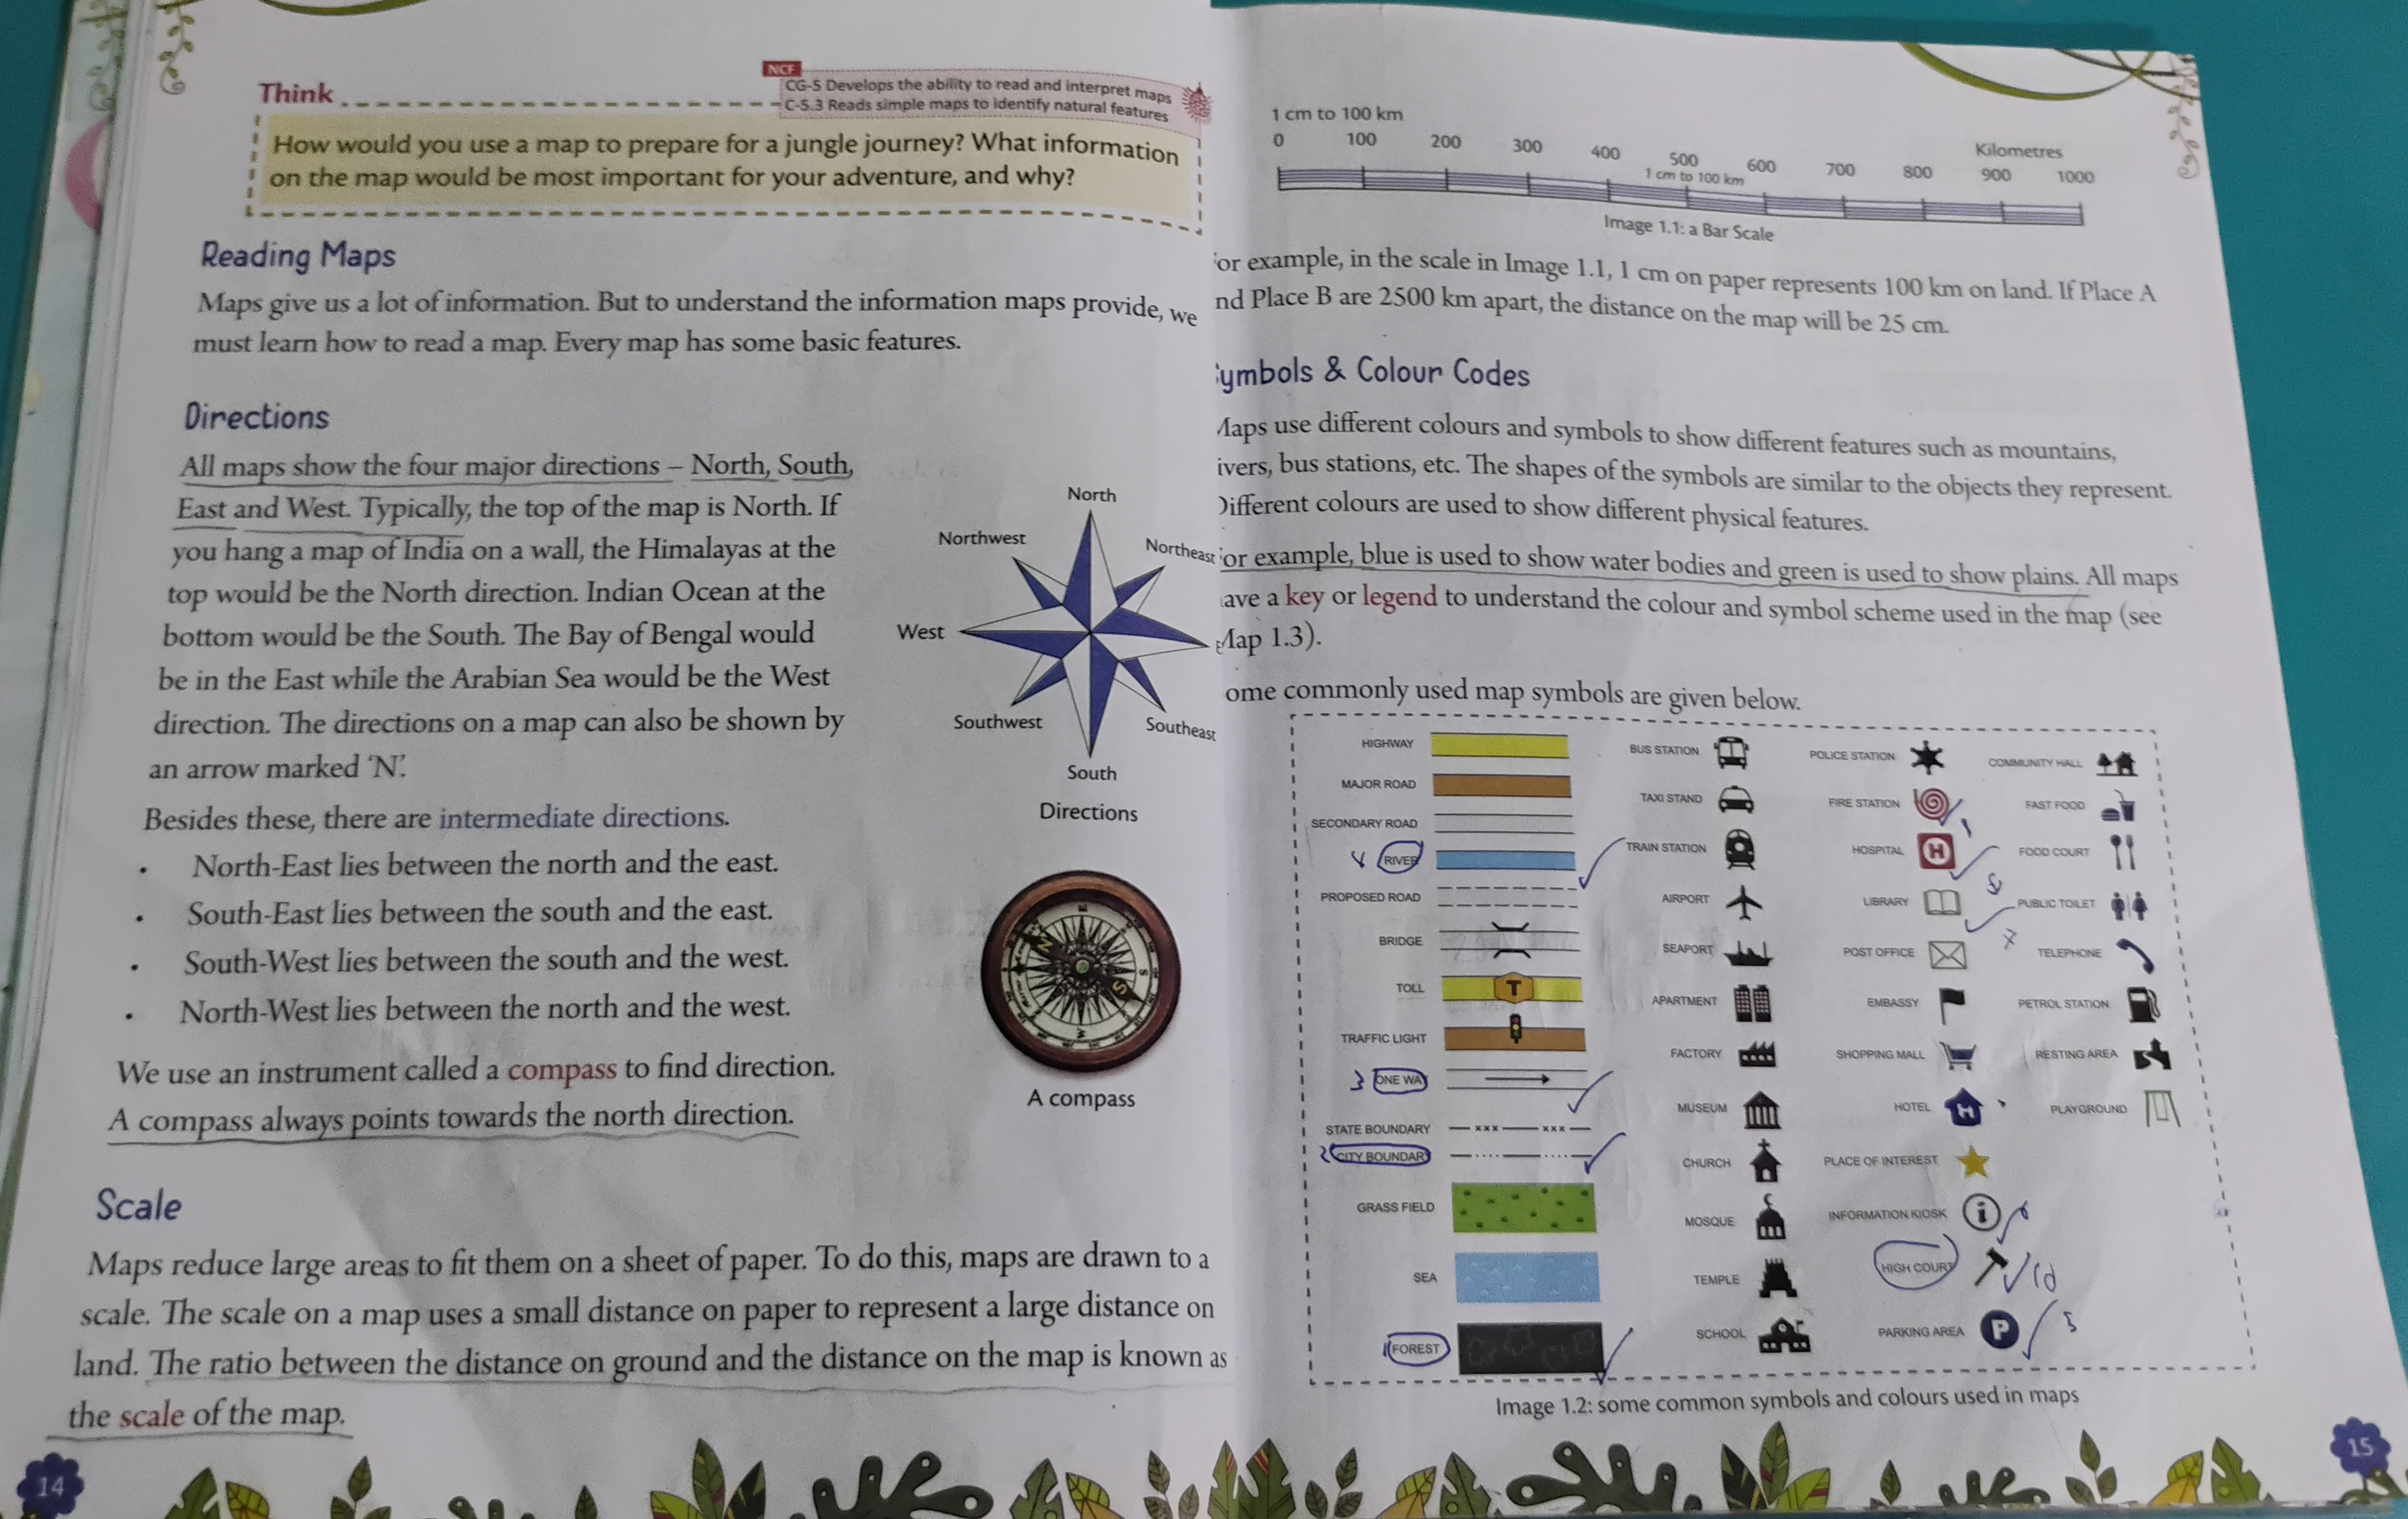 NCF
CG-5 Develops the ability to read and interpret maps
C-5.3 Reads simple maps to identify natural features
Think
How would you use a map to prepare for a jungle journey? What information
on the map would be most important for your adventure, and why?
Reading Maps
Maps give us a lot of information. But to understand the information maps provide, we
must learn how to read a map. Every map has some basic features.
Directions
All maps show the four major directions – North, South,
East and West. Typically, the top of the map is North. If
you hang a map of India on a wall, the Himalayas at the
top would be the North direction. Indian Ocean at the
bottom would be the South. The Bay of Bengal would
be in the East while the Arabian Sea would be the West
direction. The directions on a map can also be shown by
an arrow marked ‘N’.
North
Northwest
Northeast
West
Southwest
Southeast
South
Directions
Besides these, there are intermediate directions.
• North-East lies between the north and the east.
• South-East lies between the south and the east.
• South-West lies between the south and the west.
• North-West lies between the north and the west.
We use an instrument called a compass to find direction.
A compass always points towards the north direction.
A compass
Scale
Maps reduce large areas to fit them on a sheet of paper. To do this, maps are drawn to a
scale. The scale on a map uses a small distance on paper to represent a large distance on
land. The ratio between the distance on ground and the distance on the map is known as
the scale of the map.
14
1 cm to 100 km
0 100 200 300 400 500 600 700 800 900 1000
Kilometres
1 cm to 100 km
Image 1.1: a Bar Scale
or example, in the scale in Image 1.1, 1 cm on paper represents 100 km on land. If Place A
nd Place B are 2500 km apart, the distance on the map will be 25 cm.
ymbols & Colour Codes
Maps use different colours and symbols to show different features such as mountains,
ivers, bus stations, etc. The shapes of the symbols are similar to the objects they represent.
Different colours are used to show different physical features.
or example, blue is used to show water bodies and green is used to show plains. All maps
ave a key or legend to understand the colour and symbol scheme used in the map (see
Map 1.3).
ome commonly used map symbols are given below.
HIGHWAY
MAJOR ROAD
SECONDARY ROAD
RIVER
PROPOSED ROAD
BRIDGE
TOLL
T
TRAFFIC LIGHT
3 ONE WAY
STATE BOUNDARY
2 CITY BOUNDARY
GRASS FIELD
SEA
1 FOREST
BUS STATION
TAXI STAND
TRAIN STATION
AIRPORT
SEAPORT
APARTMENT
FACTORY
MUSEUM
CHURCH
MOSQUE
TEMPLE
SCHOOL
POLICE STATION
FIRE STATION
HOSPITAL H
LIBRARY
POST OFFICE
EMBASSY
SHOPPING MALL
HOTEL H
PLACE OF INTEREST
INFORMATION KIOSK i
HIGH COURT
PARKING AREA P 5
COMMUNITY HALL
FAST FOOD
FOOD COURT
PUBLIC TOILET
7
TELEPHONE
PETROL STATION
RESTING AREA
PLAYGROUND
Image 1.2: some common symbols and colours used in maps
15